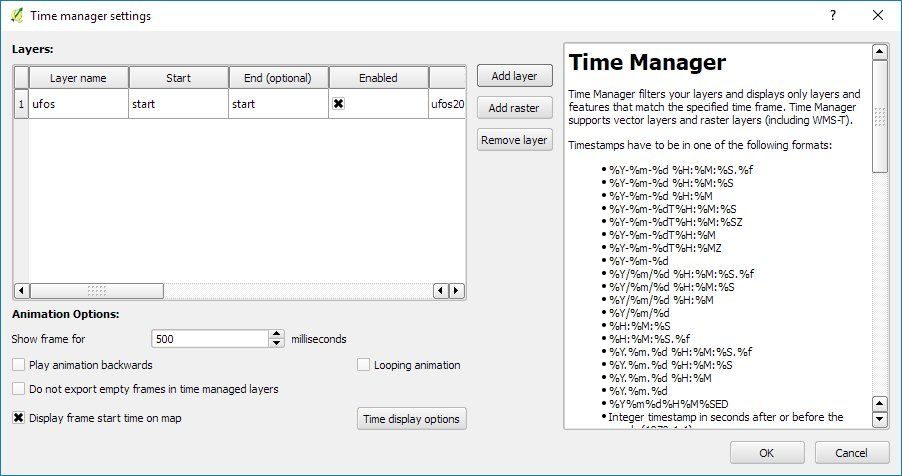 Time manager settings
?
Layers:
Layer name Start End (optional) Enabled
1 ufos start start ufos20
Add layer
Add raster
Remove layer
Animation Options:
Show frame for 500 milliseconds
Play animation backwards
Looping animation
Do not export empty frames in time managed layers
Display frame start time on map
Time display options
Time Manager
Time Manager filters your layers and displays only layers and
features that match the specified time frame. Time Manager
supports vector layers and raster layers (including WMS-T).
Timestamps have to be in one of the following formats:
•%Y-%m-%d %H:%M:%S.%f
•%Y-%m-%d %H:%M:%S
•%Y-%m-%d %H:%M
•%Y-%m-%dT%H:%M:%S
•%Y-%m-%dT%H:%M:%SZ
•%Y-%m-%dT%H:%M
•%Y-%m-%dT%H:%MZ
•%Y-%m-%d
•%Y/%m/%d %H:%M:%S.%f
•%Y/%m/%d %H:%M:%S
•%Y/%m/%d %H:%M
•%Y/%m/%d
•%H:%M:%S
•%H:%M:%S.%f
•%Y.%m.%d %H:%M:%S.%f
•%Y.%m.%d %H:%M:%S
•%Y.%m.%d %H:%M
•%Y.%m.%d
•%Y%m%d%H%M%SED
•Integer timestamp in seconds after or before the
OK
Cancel